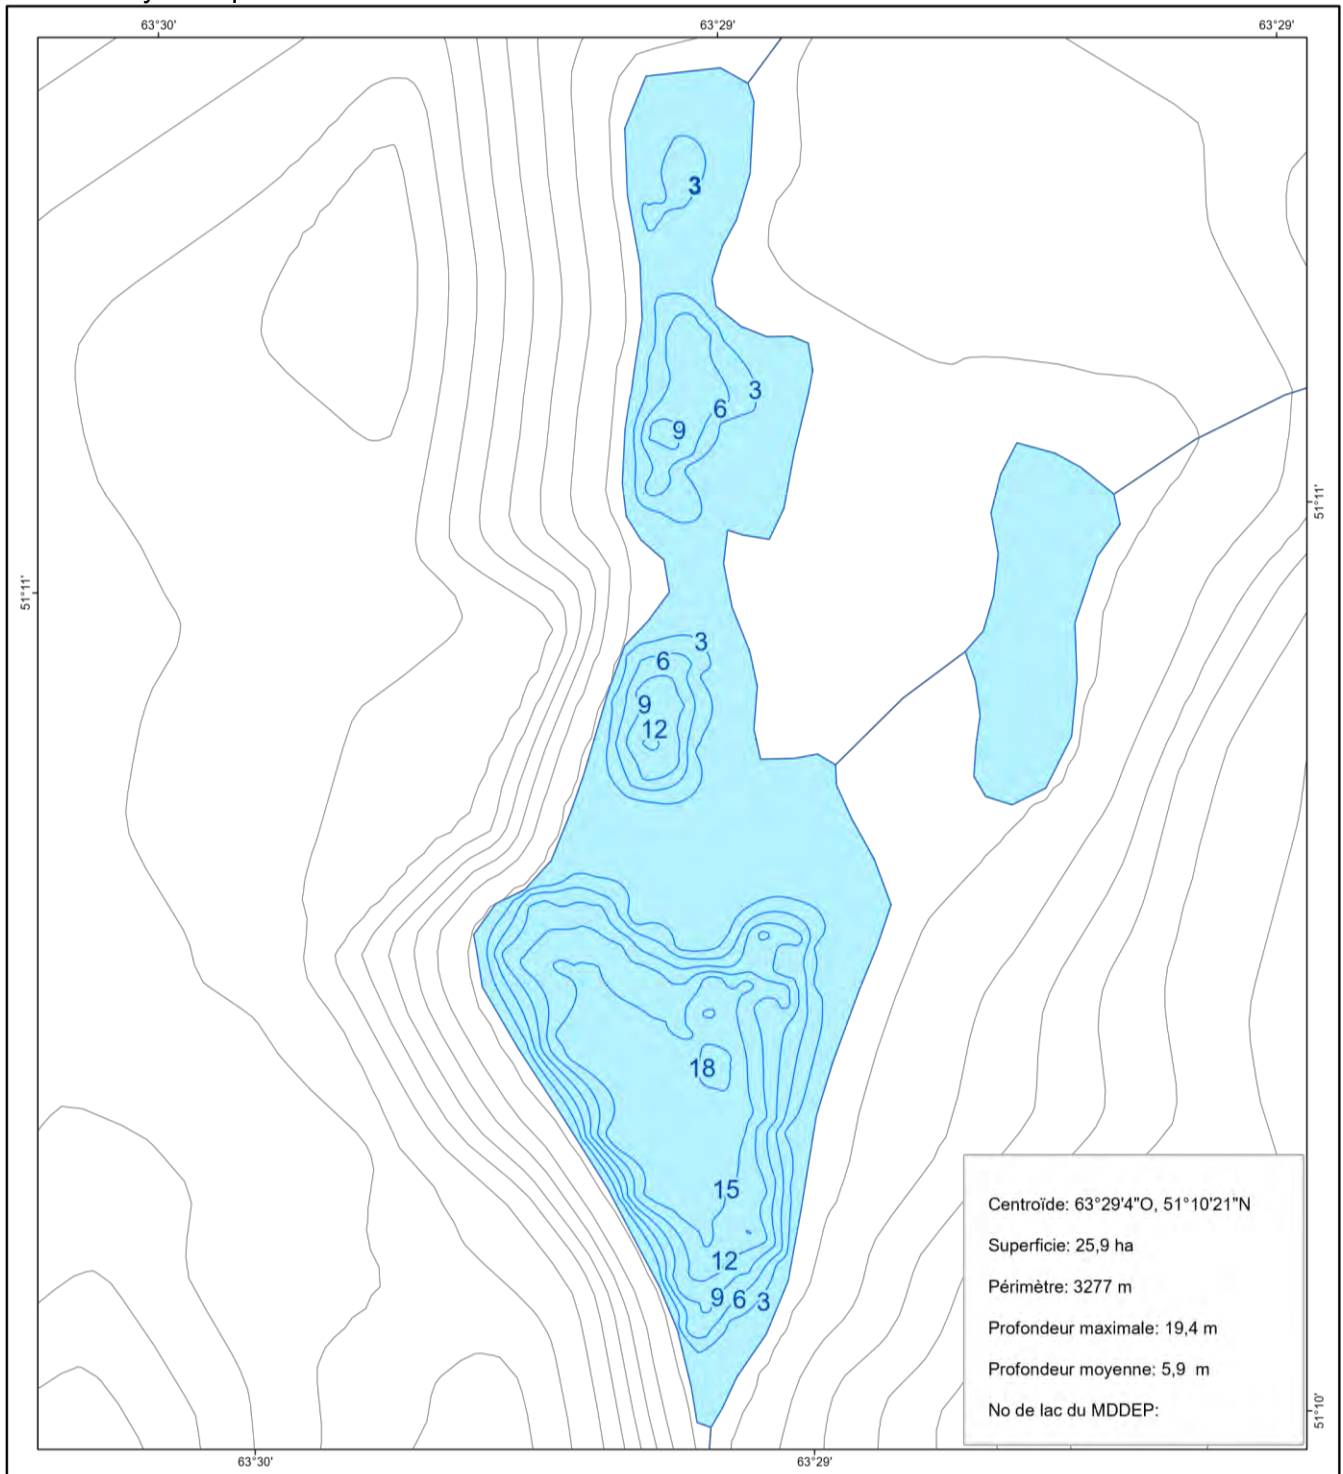 63°30' 63°29' 63°29'
3
3
6
9
51°11'
51°11'
3
6
9
12
18
15
12
9 6 3
Centroïde: 63°29'4"O, 51°10'21"N
Superficie: 25,9 ha
Périmètre: 3277 m
Profondeur maximale: 19,4 m
Profondeur moyenne: 5,9 m
No de lac du MDDEP:
51°10'
63°30' 63°29'